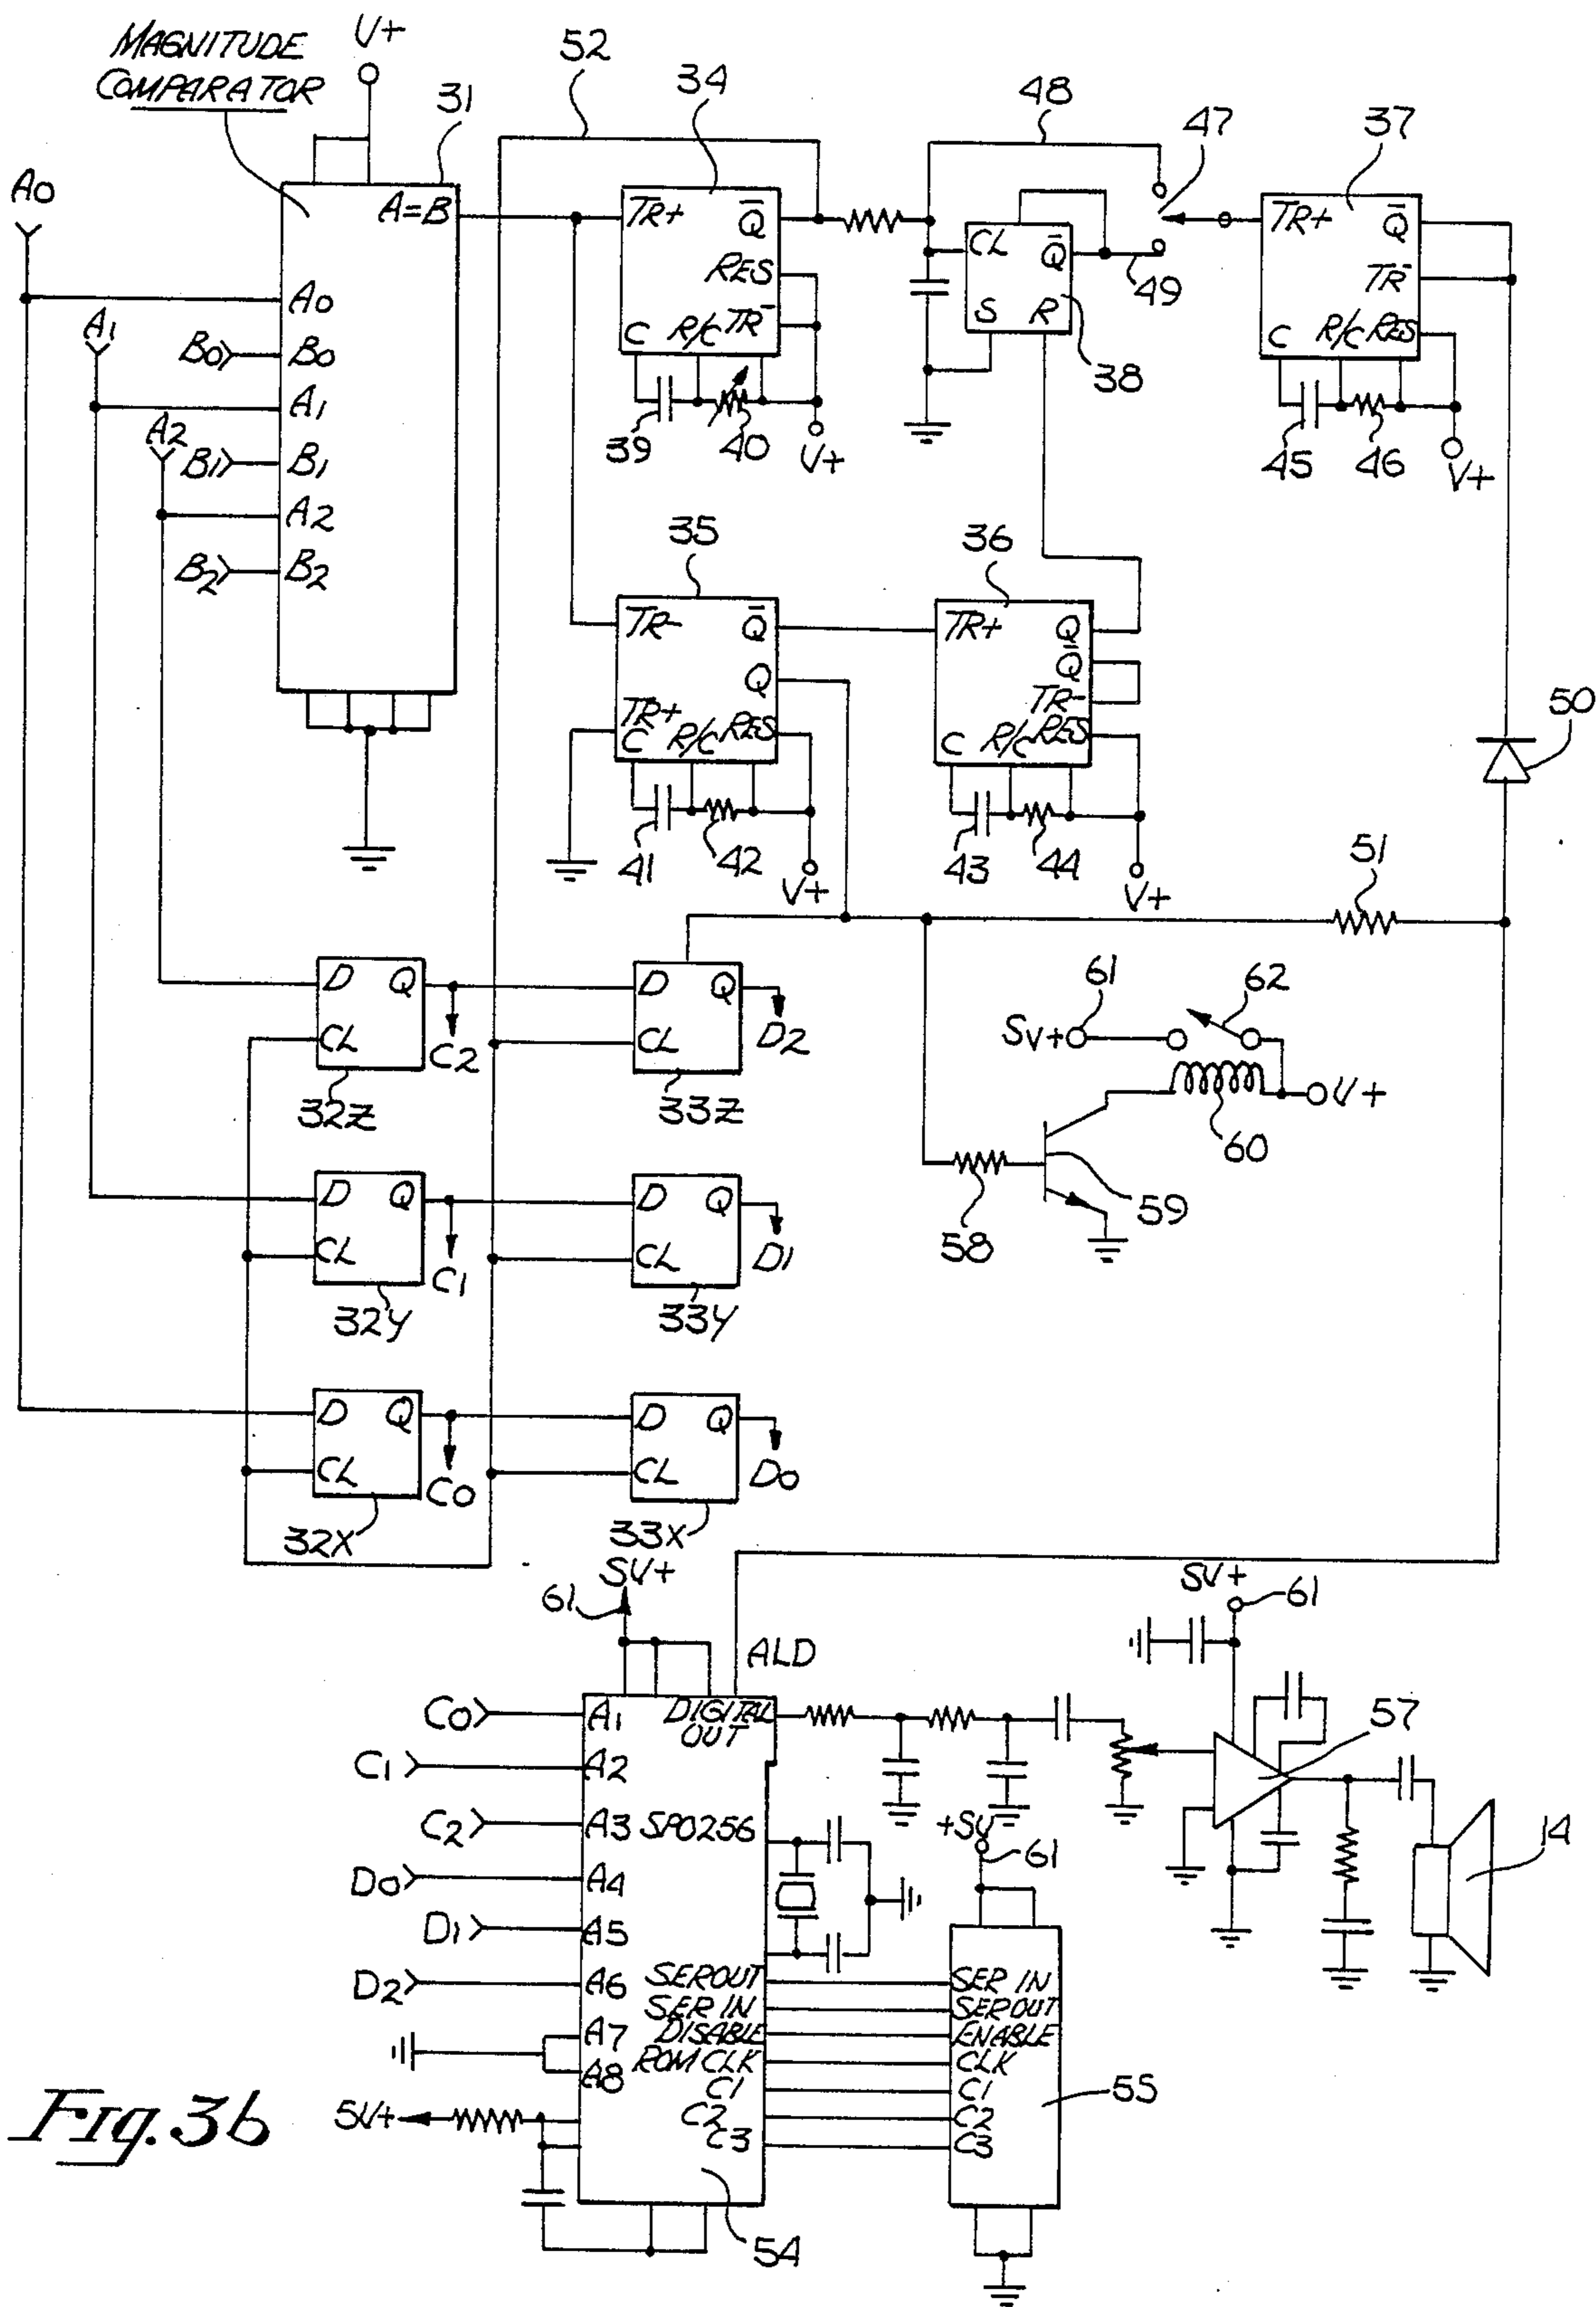 MAGNITUDE
COMPARATOR
V+
31
52
34
48
47
37
A0
A=B
TR+ Q̄
RES
C R/C TR-
CL Q̄
S R
49
38
TR+ Q̄
TR-
C R/C RES
A0
A1
B0 B0
A1
A2
B1 B1
A2
B2 B2
39 40 V+
45 46 V+
35
36
TR- Q̄
Q
TR+
C R/C RES
TR+ Q
Q̄
TR-
C R/C RES
41 42 V+
43 44 V+
50
51
D Q
CL
C2
32Z
D Q
CL
D2
33Z
61
62
SV+
V+
60
58
59
D Q
CL
C1
32Y
D Q
CL
D1
33Y
D Q
CL
C0
32X
D Q
CL
D0
33X
SV+
61
ALD
SV+
61
C0 A1 DIGITAL
OUT
C1 A2
C2 A3 SP0256
D0 A4
D1 A5
D2 A6
A7
A8
SEROUT
SER IN
DISABLE
ROM CLK
C1
C2
C3
+SV
61
SER IN
SEROUT
ENABLE
CLK
C1
C2
C3
55
57
14
SV+
54
Fig. 3b